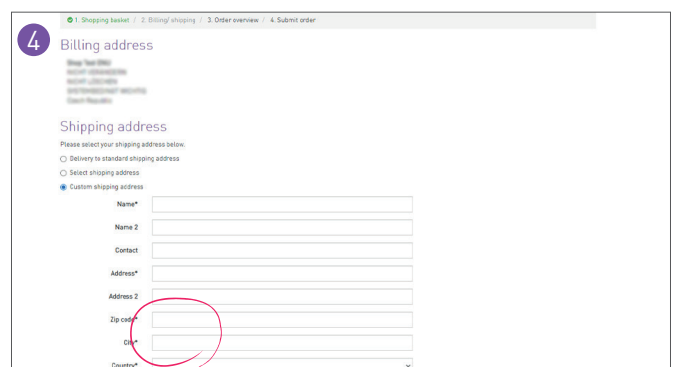 4
1. Shopping basket / 2. Billing/ shipping / 3. Order overview / 4. Submit order
Billing address
Shipping address
Please select your shipping address below.
Delivery to standard shipping address
Select shipping address
Custom shipping address
Name*
Name 2
Contact
Address*
Address 2
Zip code*
City*
Country*